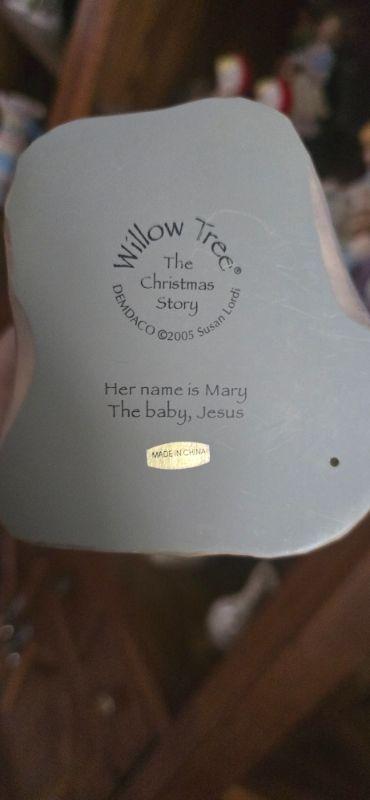 Willow Tree®
The
Christmas
Story
DEMDACO ©2005 Susan Lordi
Her name is Mary
The baby, Jesus
MADE IN CHINA